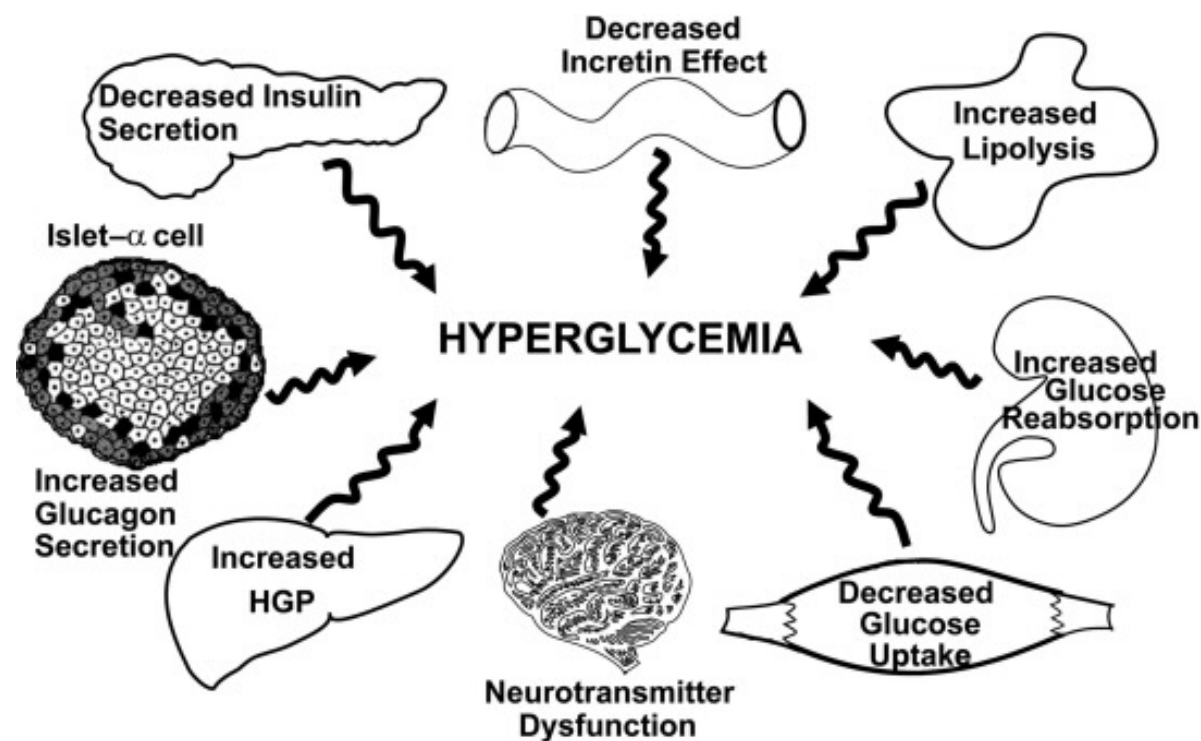 Decreased Insulin
Secretion
Decreased
Incretin Effect
Increased
Lipolysis
Islet–α cell
HYPERGLYCEMIA
Increased
Glucose
Reabsorption
Increased
Glucagon
Secretion
Increased
HGP
Neurotransmitter
Dysfunction
Decreased
Glucose
Uptake